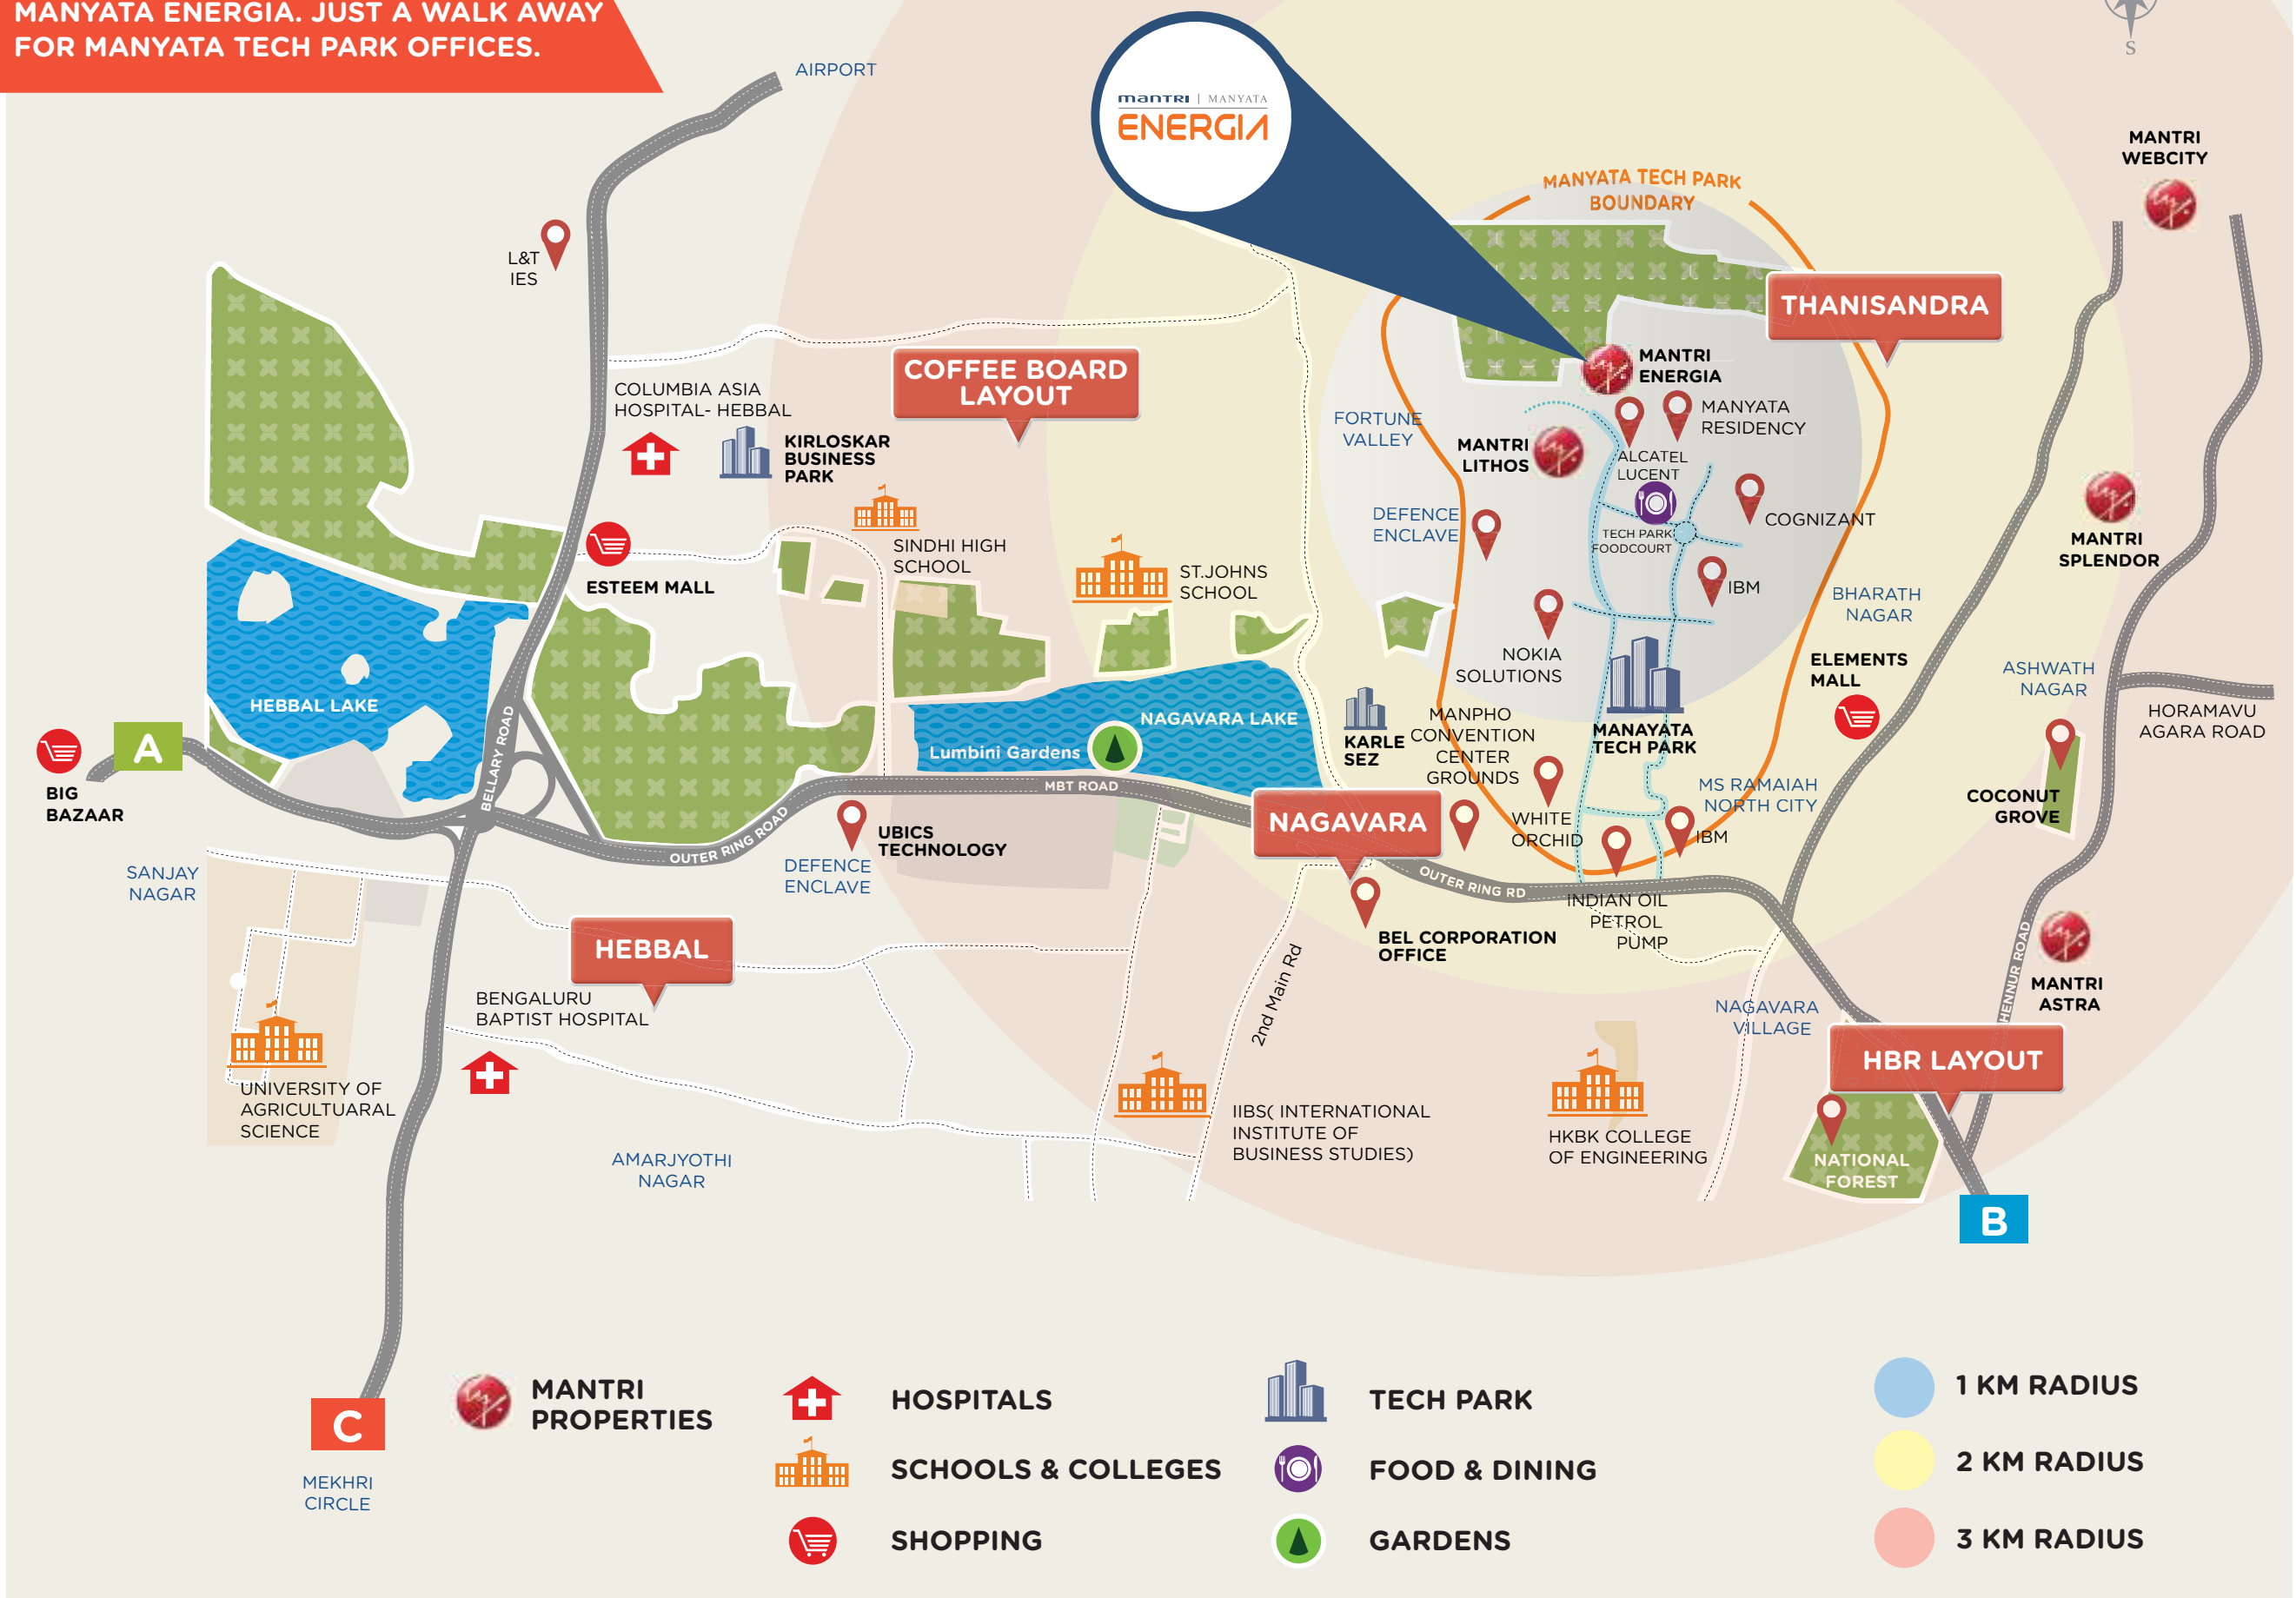 MANYATA ENERGIA. JUST A WALK AWAY
FOR MANYATA TECH PARK OFFICES.
S
AIRPORT
mantri | MANYATA
ENERGIA
MANTRI
WEBCITY
MANYATA TECH PARK
BOUNDARY
L&T
IES
THANISANDRA
COFFEE BOARD
LAYOUT
MANTRI
ENERGIA
COLUMBIA ASIA
HOSPITAL- HEBBAL
KIRLOSKAR
BUSINESS
PARK
FORTUNE
VALLEY
MANTRI
LITHOS
MANYATA
RESIDENCY
ALCATEL
LUCENT
DEFENCE
ENCLAVE
COGNIZANT
TECH PARK
FOODCOURT
MANTRI
SPLENDOR
SINDHI HIGH
SCHOOL
ESTEEM MALL
ST.JOHNS
SCHOOL
IBM
BHARATH
NAGAR
NOKIA
SOLUTIONS
ELEMENTS
MALL
ASHWATH
NAGAR
HEBBAL LAKE
NAGAVARA LAKE
Lumbini Gardens
KARLE
SEZ
MANPHO
CONVENTION
CENTER
GROUNDS
MANAYATA
TECH PARK
HORAMAVU
AGARA ROAD
A
BIG
BAZAAR
BELLARY ROAD
MBT ROAD
OUTER RING ROAD
MS RAMAIAH
NORTH CITY
COCONUT
GROVE
NAGAVARA
WHITE
ORCHID
IBM
UBICS
TECHNOLOGY
DEFENCE
ENCLAVE
SANJAY
NAGAR
OUTER RING RD
INDIAN OIL
PETROL
PUMP
BEL CORPORATION
OFFICE
HEBBAL
2nd Main Rd
HENNUR ROAD
MANTRI
ASTRA
BENGALURU
BAPTIST HOSPITAL
NAGAVARA
VILLAGE
HBR LAYOUT
UNIVERSITY OF
AGRICULTUARAL
SCIENCE
IIBS( INTERNATIONAL
INSTITUTE OF
BUSINESS STUDIES)
HKBK COLLEGE
OF ENGINEERING
NATIONAL
FOREST
AMARJYOTHI
NAGAR
B
C
MEKHRI
CIRCLE
MANTRI
PROPERTIES
HOSPITALS
SCHOOLS & COLLEGES
SHOPPING
TECH PARK
FOOD & DINING
GARDENS
1 KM RADIUS
2 KM RADIUS
3 KM RADIUS